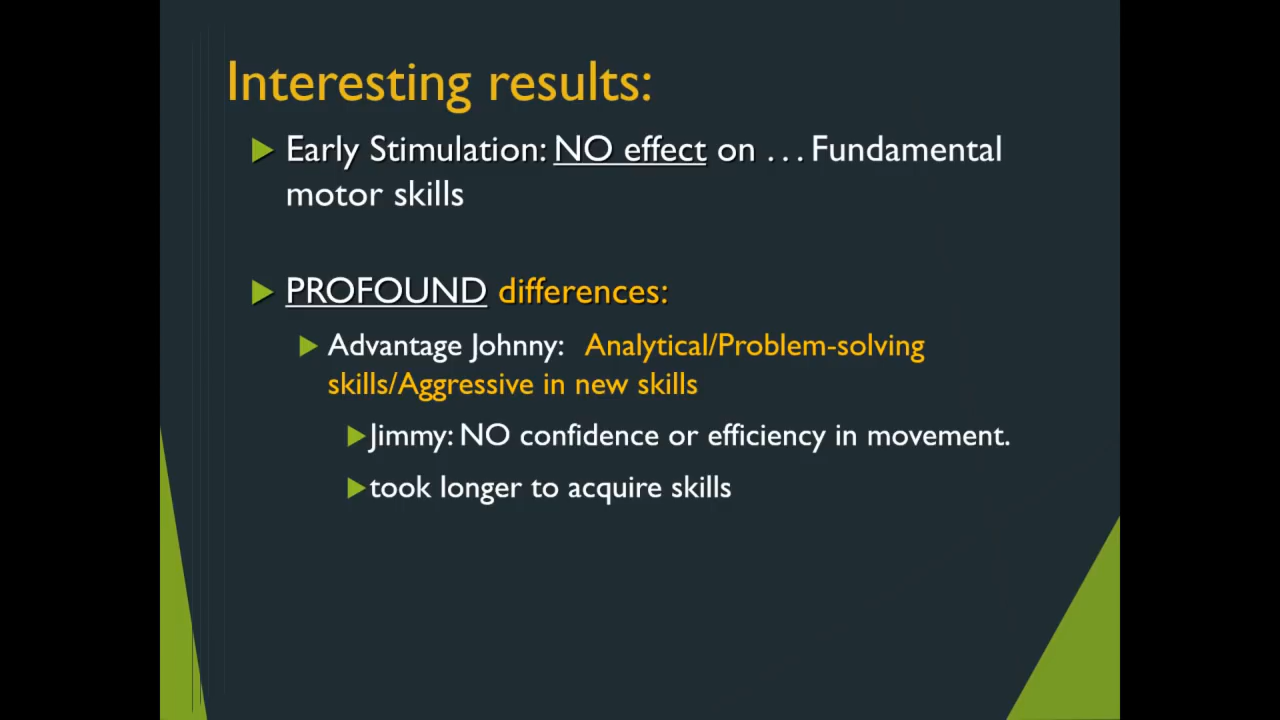 Interesting results:
Early Stimulation: NO effect on ... Fundamental
motor skills
PROFOUND differences:
Advantage Johnny: Analytical/Problem-solving
skills/Aggressive in new skills
Jimmy: NO confidence or efficiency in movement.
took longer to acquire skills